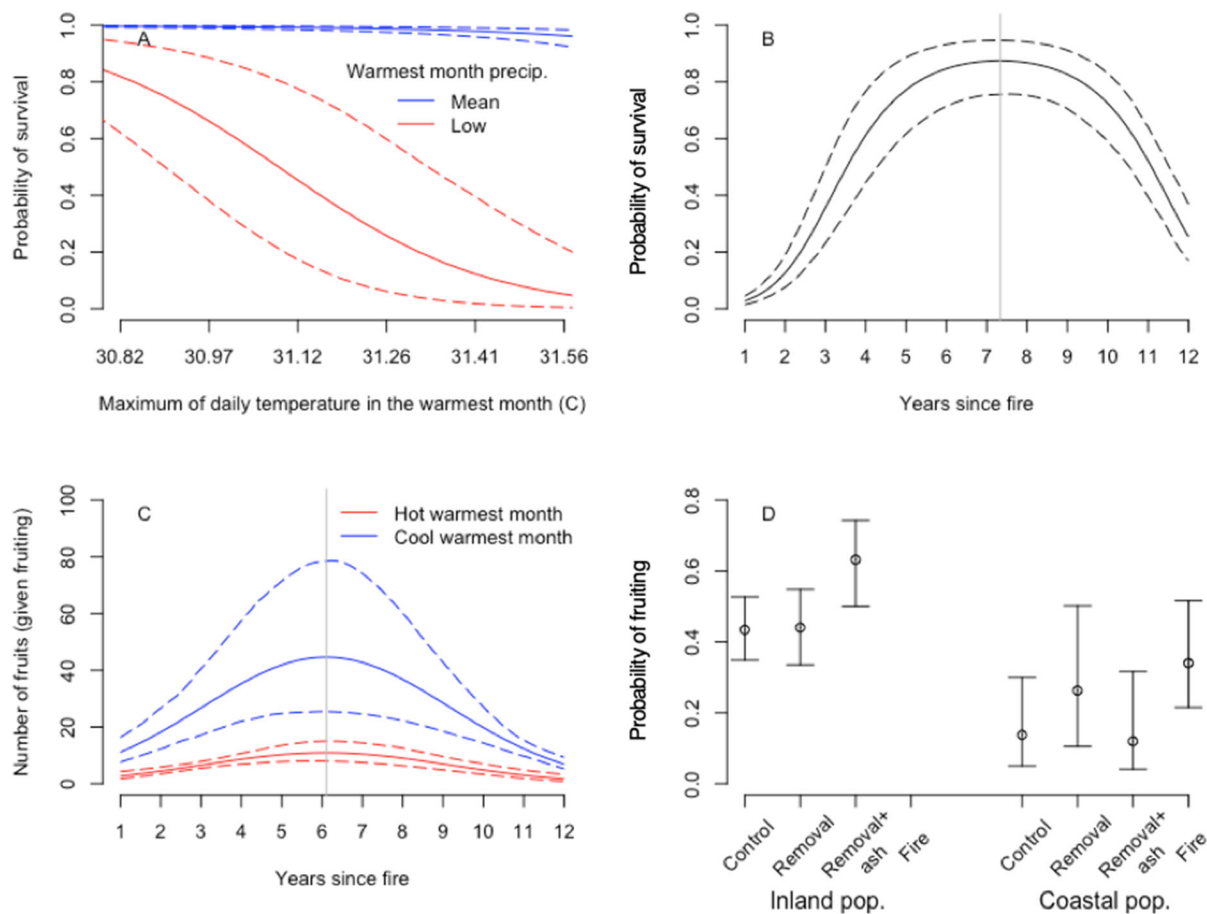 A
Probability of survival
1.0
0.8
0.6
0.4
0.2
0.0
Warmest month precip.
Mean
Low
30.82 30.97 31.12 31.26 31.41 31.56
Maximum of daily temperature in the warmest month (C)
B
Probability of survival
1.0
0.8
0.6
0.4
0.2
0.0
1 2 3 4 5 6 7 8 9 10 11 12
Years since fire
C
Number of fruits (given fruiting)
100
80
60
40
20
0
Hot warmest month
Cool warmest month
1 2 3 4 5 6 7 8 9 10 11 12
Years since fire
D
Probability of fruiting
0.8
0.6
0.4
0.2
0.0
Control
Removal
Removal+
ash
Fire
Control
Removal
Removal+
ash
Fire
Inland pop.
Coastal pop.